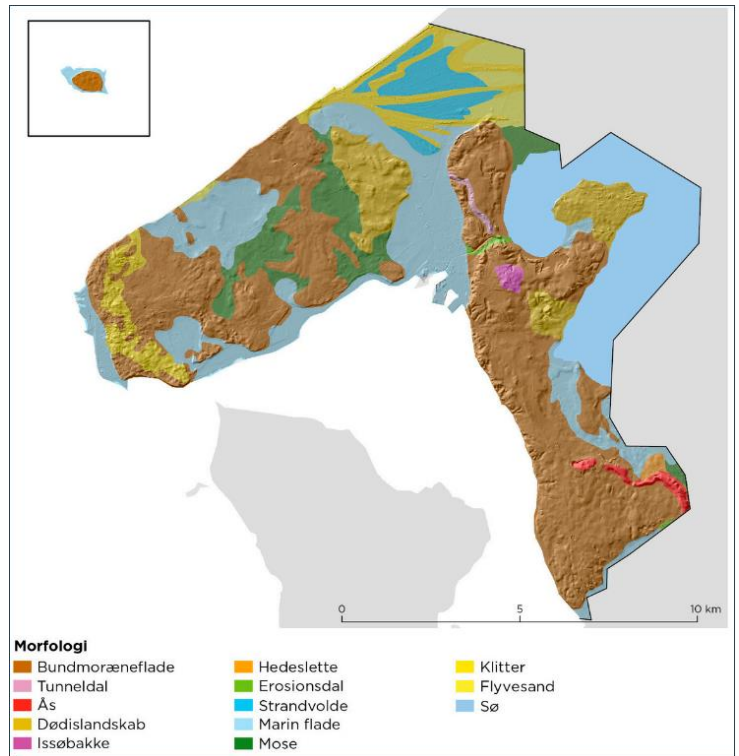 0 5 10 km
Morfologi
Bundmoræneflade
Tunneldal
Ås
Dødislandskab
Issøbakke
Hedeslette
Erosionsdal
Strandvolde
Marin flade
Mose
Klitter
Flyvesand
Sø